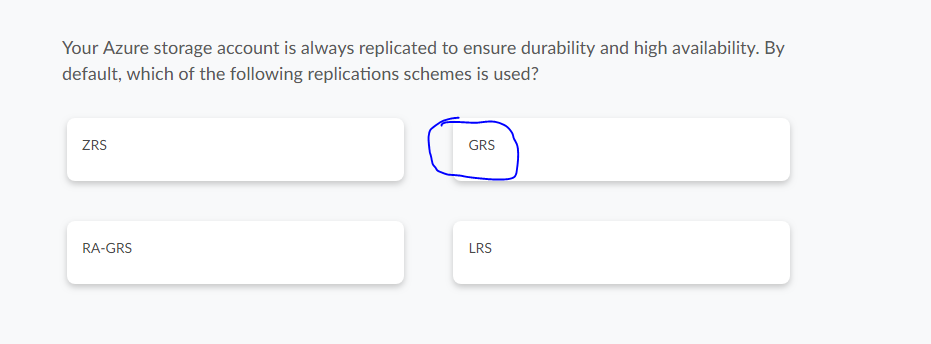 Your Azure storage account is always replicated to ensure durability and high availability. By
default, which of the following replications schemes is used?
ZRS
GRS
RA-GRS
LRS